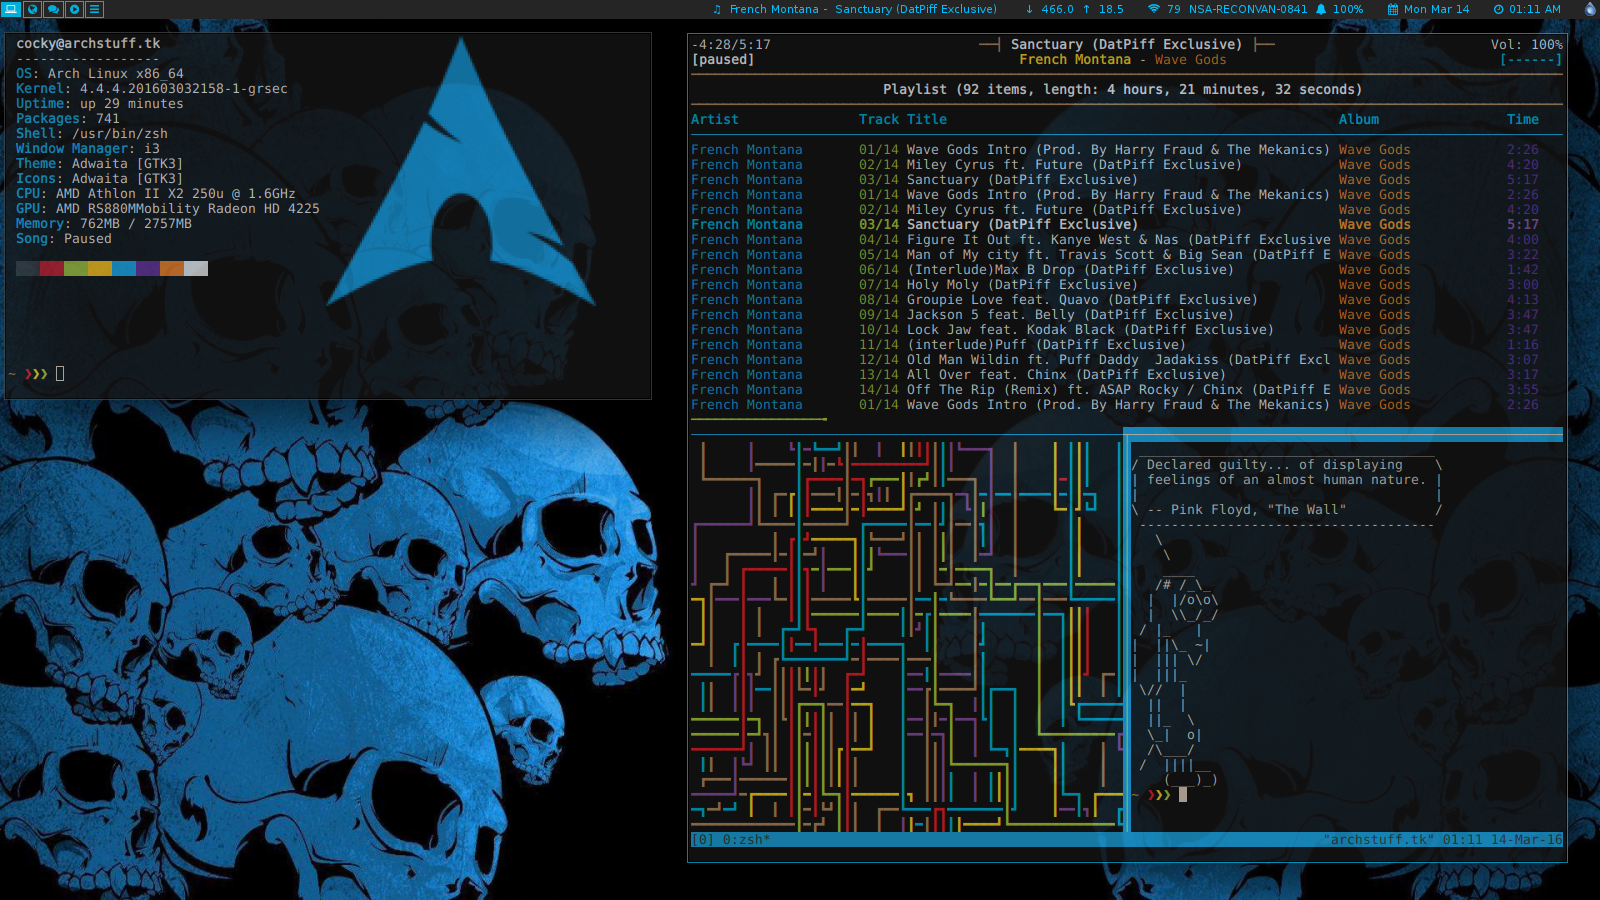 French Montana - Sanctuary (DatPiff Exclusive) ↓ 466.0 ↑ 18.5 79 NSA-RECONVAN-0841 100% Mon Mar 14 01:11 AM
cocky@archstuff.tk
------------------
OS: Arch Linux x86_64
Kernel: 4.4.4.201603032158-1-grsec
Uptime: up 29 minutes
Packages: 741
Shell: /usr/bin/zsh
Window Manager: i3
Theme: Adwaita [GTK3]
Icons: Adwaita [GTK3]
CPU: AMD Athlon II X2 250u @ 1.6GHz
GPU: AMD RS880MMobility Radeon HD 4225
Memory: 762MB / 2757MB
Song: Paused
~ ❯❯❯
-4:28/5:17 Sanctuary (DatPiff Exclusive) Vol: 100%
[paused] French Montana - Wave Gods [------]
Playlist (92 items, length: 4 hours, 21 minutes, 32 seconds)
Artist Track Title Album Time
French Montana 01/14 Wave Gods Intro (Prod. By Harry Fraud & The Mekanics) Wave Gods 2:26
French Montana 02/14 Miley Cyrus ft. Future (DatPiff Exclusive) Wave Gods 4:20
French Montana 03/14 Sanctuary (DatPiff Exclusive) Wave Gods 5:17
French Montana 01/14 Wave Gods Intro (Prod. By Harry Fraud & The Mekanics) Wave Gods 2:26
French Montana 02/14 Miley Cyrus ft. Future (DatPiff Exclusive) Wave Gods 4:20
French Montana 03/14 Sanctuary (DatPiff Exclusive) Wave Gods 5:17
French Montana 04/14 Figure It Out ft. Kanye West & Nas (DatPiff Exclusive Wave Gods 4:00
French Montana 05/14 Man of My city ft. Travis Scott & Big Sean (DatPiff E Wave Gods 3:22
French Montana 06/14 (Interlude)Max B Drop (DatPiff Exclusive) Wave Gods 1:42
French Montana 07/14 Holy Moly (DatPiff Exclusive) Wave Gods 3:00
French Montana 08/14 Groupie Love feat. Quavo (DatPiff Exclusive) Wave Gods 4:13
French Montana 09/14 Jackson 5 feat. Belly (DatPiff Exclusive) Wave Gods 3:47
French Montana 10/14 Lock Jaw feat. Kodak Black (DatPiff Exclusive) Wave Gods 3:47
French Montana 11/14 (interlude)Puff (DatPiff Exclusive) Wave Gods 1:16
French Montana 12/14 Old Man Wildin ft. Puff Daddy  Jadakiss (DatPiff Excl Wave Gods 3:07
French Montana 13/14 All Over feat. Chinx (DatPiff Exclusive) Wave Gods 3:17
French Montana 14/14 Off The Rip (Remix) ft. ASAP Rocky / Chinx (DatPiff E Wave Gods 3:55
French Montana 01/14 Wave Gods Intro (Prod. By Harry Fraud & The Mekanics) Wave Gods 2:26
/ Declared guilty... of displaying \
| feelings of an almost human nature. |
| |
\ -- Pink Floyd, "The Wall" /
~ ❯❯❯
[0] 0:zsh* "archstuff.tk" 01:11 14-Mar-16